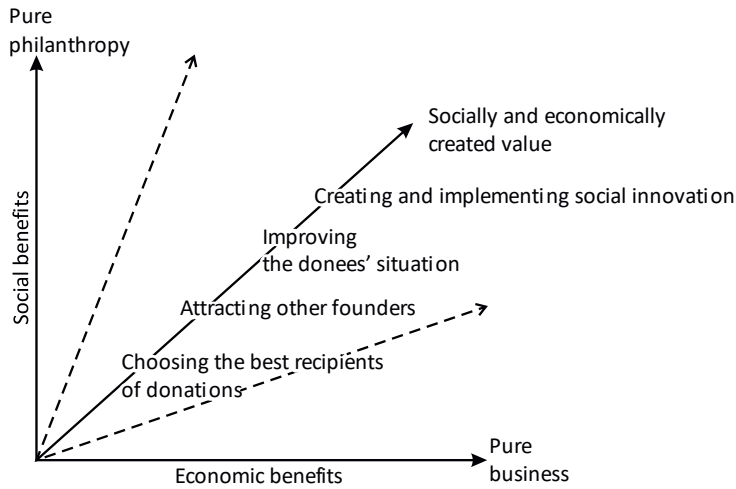 Pure
philanthropy
Socially and economically
created value
Creating and implementing social innovation
Improving
the donees’ situation
Attracting other founders
Choosing the best recipients
of donations
Social benefits
Economic benefits
Pure
business